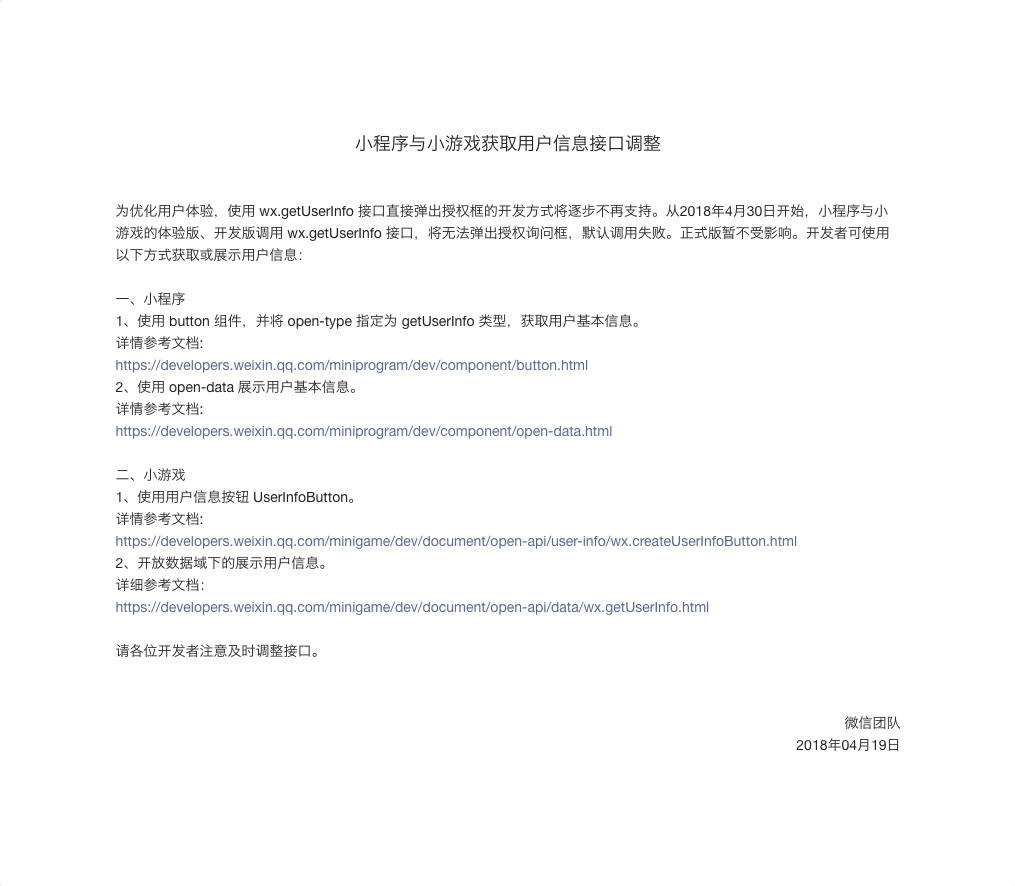 小程序与小游戏获取用户信息接口调整
为优化用户体验，使用 wx.getUserInfo 接口直接弹出授权框的开发方式将逐步不再支持。从2018年4月30日开始，小程序与小
游戏的体验版、开发版调用 wx.getUserInfo 接口，将无法弹出授权询问框，默认调用失败。正式版暂不受影响。开发者可使用
以下方式获取或展示用户信息：
一、小程序
1、使用 button 组件，并将 open-type 指定为 getUserInfo 类型，获取用户基本信息。
详情参考文档:
https://developers.weixin.qq.com/miniprogram/dev/component/button.html
2、使用 open-data 展示用户基本信息。
详情参考文档:
https://developers.weixin.qq.com/miniprogram/dev/component/open-data.html
二、小游戏
1、使用用户信息按钮 UserInfoButton。
详情参考文档:
https://developers.weixin.qq.com/minigame/dev/document/open-api/user-info/wx.createUserInfoButton.html
2、开放数据域下的展示用户信息。
详细参考文档：
https://developers.weixin.qq.com/minigame/dev/document/open-api/data/wx.getUserInfo.html
请各位开发者注意及时调整接口。
微信团队
2018年04月19日